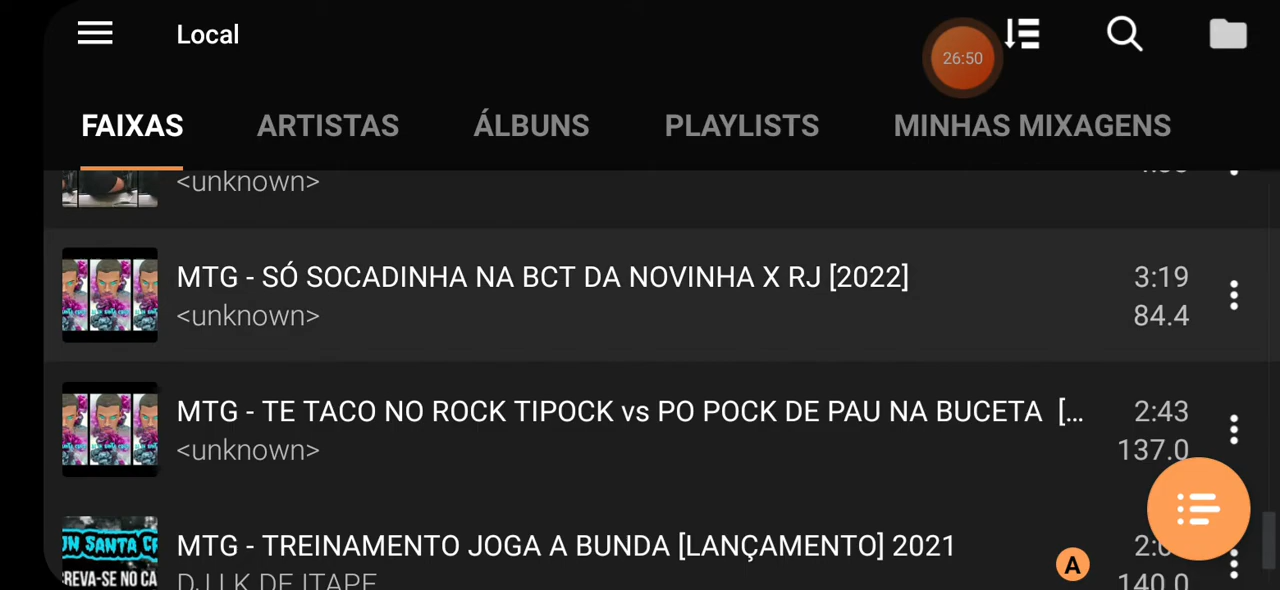 Local
26:50
FAIXAS ARTISTAS ÁLBUNS PLAYLISTS MINHAS MIXAGENS
<unknown>
MTG - SÓ SOCADINHA NA BCT DA NOVINHA X RJ [2022] 3:19
<unknown> 84.4
MTG - TE TACO NO ROCK TIPOCK vs PO POCK DE PAU NA BUCETA [... 2:43
<unknown> 137.0
MTG - TREINAMENTO JOGA A BUNDA [LANÇAMENTO] 2021
A
140.0